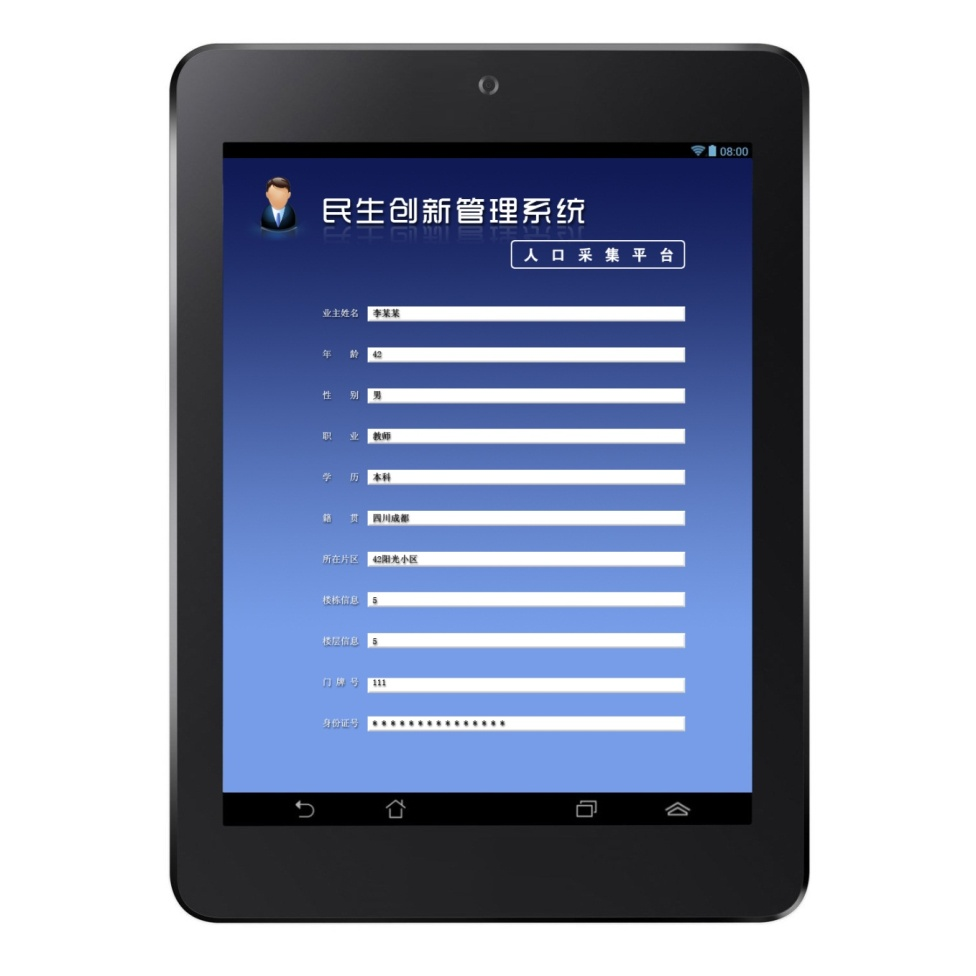 08:00
民生创新管理系统
人口采集平台
业主姓名 李某某
年 龄 42
性 别 男
职 业 教师
学 历 本科
籍 贯 四川成都
所在片区 42阳光小区
楼栋信息 5
楼层信息 5
门 牌 号 111
身份证号 ***************